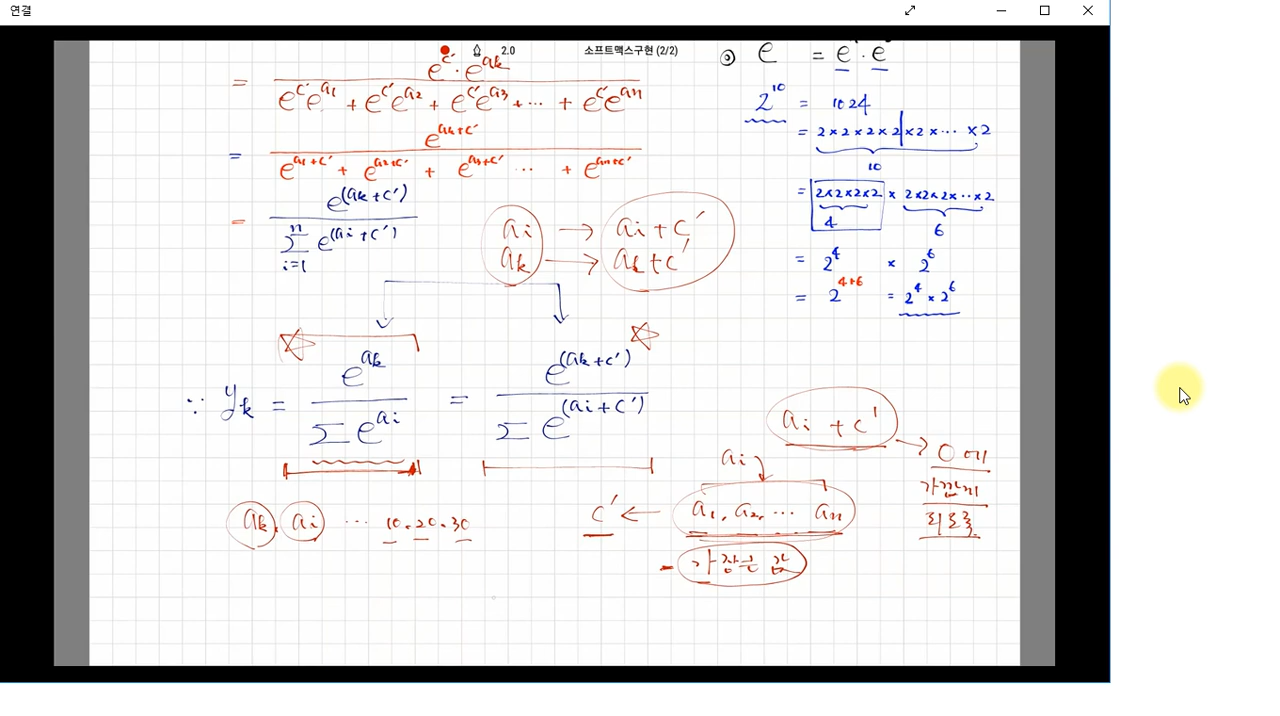 연결
2.0 소프트맥스구현 (2/2)
= e^c' · e^ak / e^c' e^a1 + e^c' e^a2 + e^c' e^a3 + ··· + e^c' e^an
= e^ak+c' / e^a1+c' + e^a2+c' + e^a3+c' ··· + e^an+c'
= e^(ak+c') / Σ i=1 n e^(ai+c')
ai → ai + c'
ak → ak + c'
∵ yk = e^ak / Σ e^ai = e^(ak+c') / Σ e^(ai+c')
ak, ai ··· 10. 20. 30
e = e · e
2^10 = 1024
= 2×2×2×2×2×··· ×2
10
= 2×2×2×2 × 2×2×2×···×2
4 6
= 2^4 × 2^6
= 2^4+6 = 2^4 × 2^6
ai + c' → 0 에
가깝게
되도록
ai
c' ← a1, a2, ··· an
- 가장큰 값